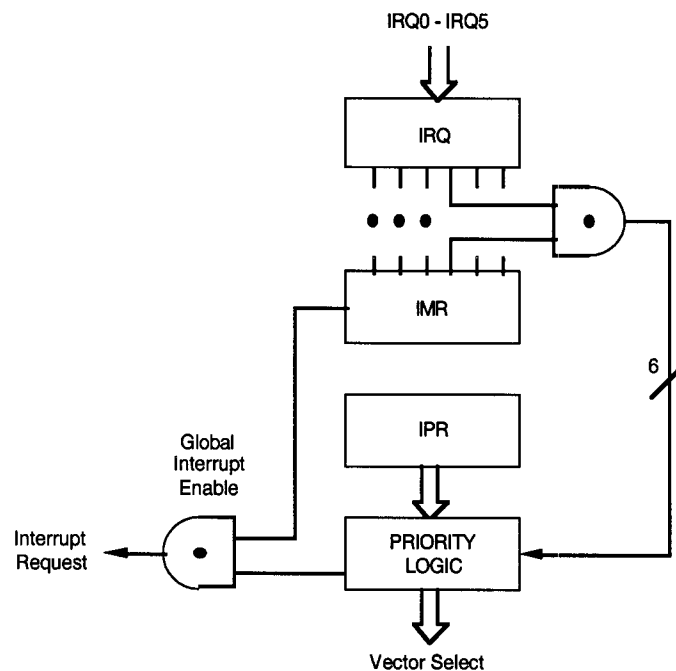 IRQ0 - IRQ5
IRQ
IMR
6
IPR
Global
Interrupt
Enable
Interrupt
Request
PRIORITY
LOGIC
Vector Select